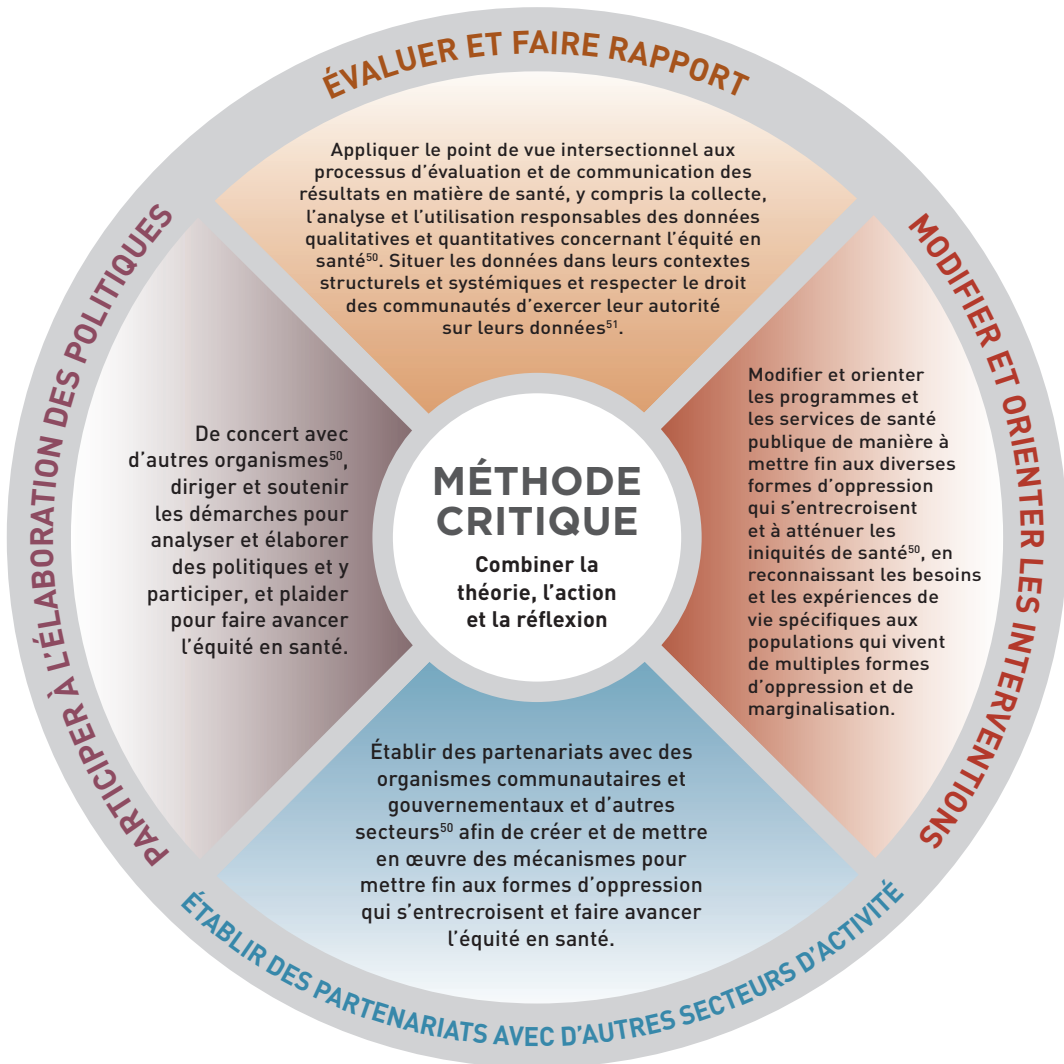 ÉVALUER ET FAIRE RAPPORT
Appliquer le point de vue intersectionnel aux
processus d’évaluation et de communication des
résultats en matière de santé, y compris la collecte,
l’analyse et l’utilisation responsables des données
qualitatives et quantitatives concernant l’équité en
santé⁵⁰. Situer les données dans leurs contextes
structurels et systémiques et respecter le droit
des communautés d’exercer leur autorité
sur leurs données⁵¹.
MODIFIER ET ORIENTER LES INTERVENTIONS
Modifier et orienter
les programmes et
les services de santé
publique de manière à
mettre fin aux diverses
formes d’oppression
qui s’entrecroisent
et à atténuer les
iniquités de santé⁵⁰, en
reconnaissant les besoins
et les expériences de
vie spécifiques aux
populations qui vivent
de multiples formes
d’oppression et de
marginalisation.
ÉTABLIR DES PARTENARIATS AVEC D’AUTRES SECTEURS D’ACTIVITÉ
Établir des partenariats avec des
organismes communautaires et
gouvernementaux et d’autres
secteurs⁵⁰ afin de créer et de mettre
en œuvre des mécanismes pour
mettre fin aux formes d’oppression
qui s’entrecroisent et faire avancer
l’équité en santé.
PARTICIPER À L’ÉLABORATION DES POLITIQUES
De concert avec
d’autres organismes⁵⁰,
diriger et soutenir
les démarches pour
analyser et élaborer
des politiques et y
participer, et plaider
pour faire avancer
l’équité en santé.
MÉTHODE
CRITIQUE
Combiner la
théorie, l’action
et la réflexion